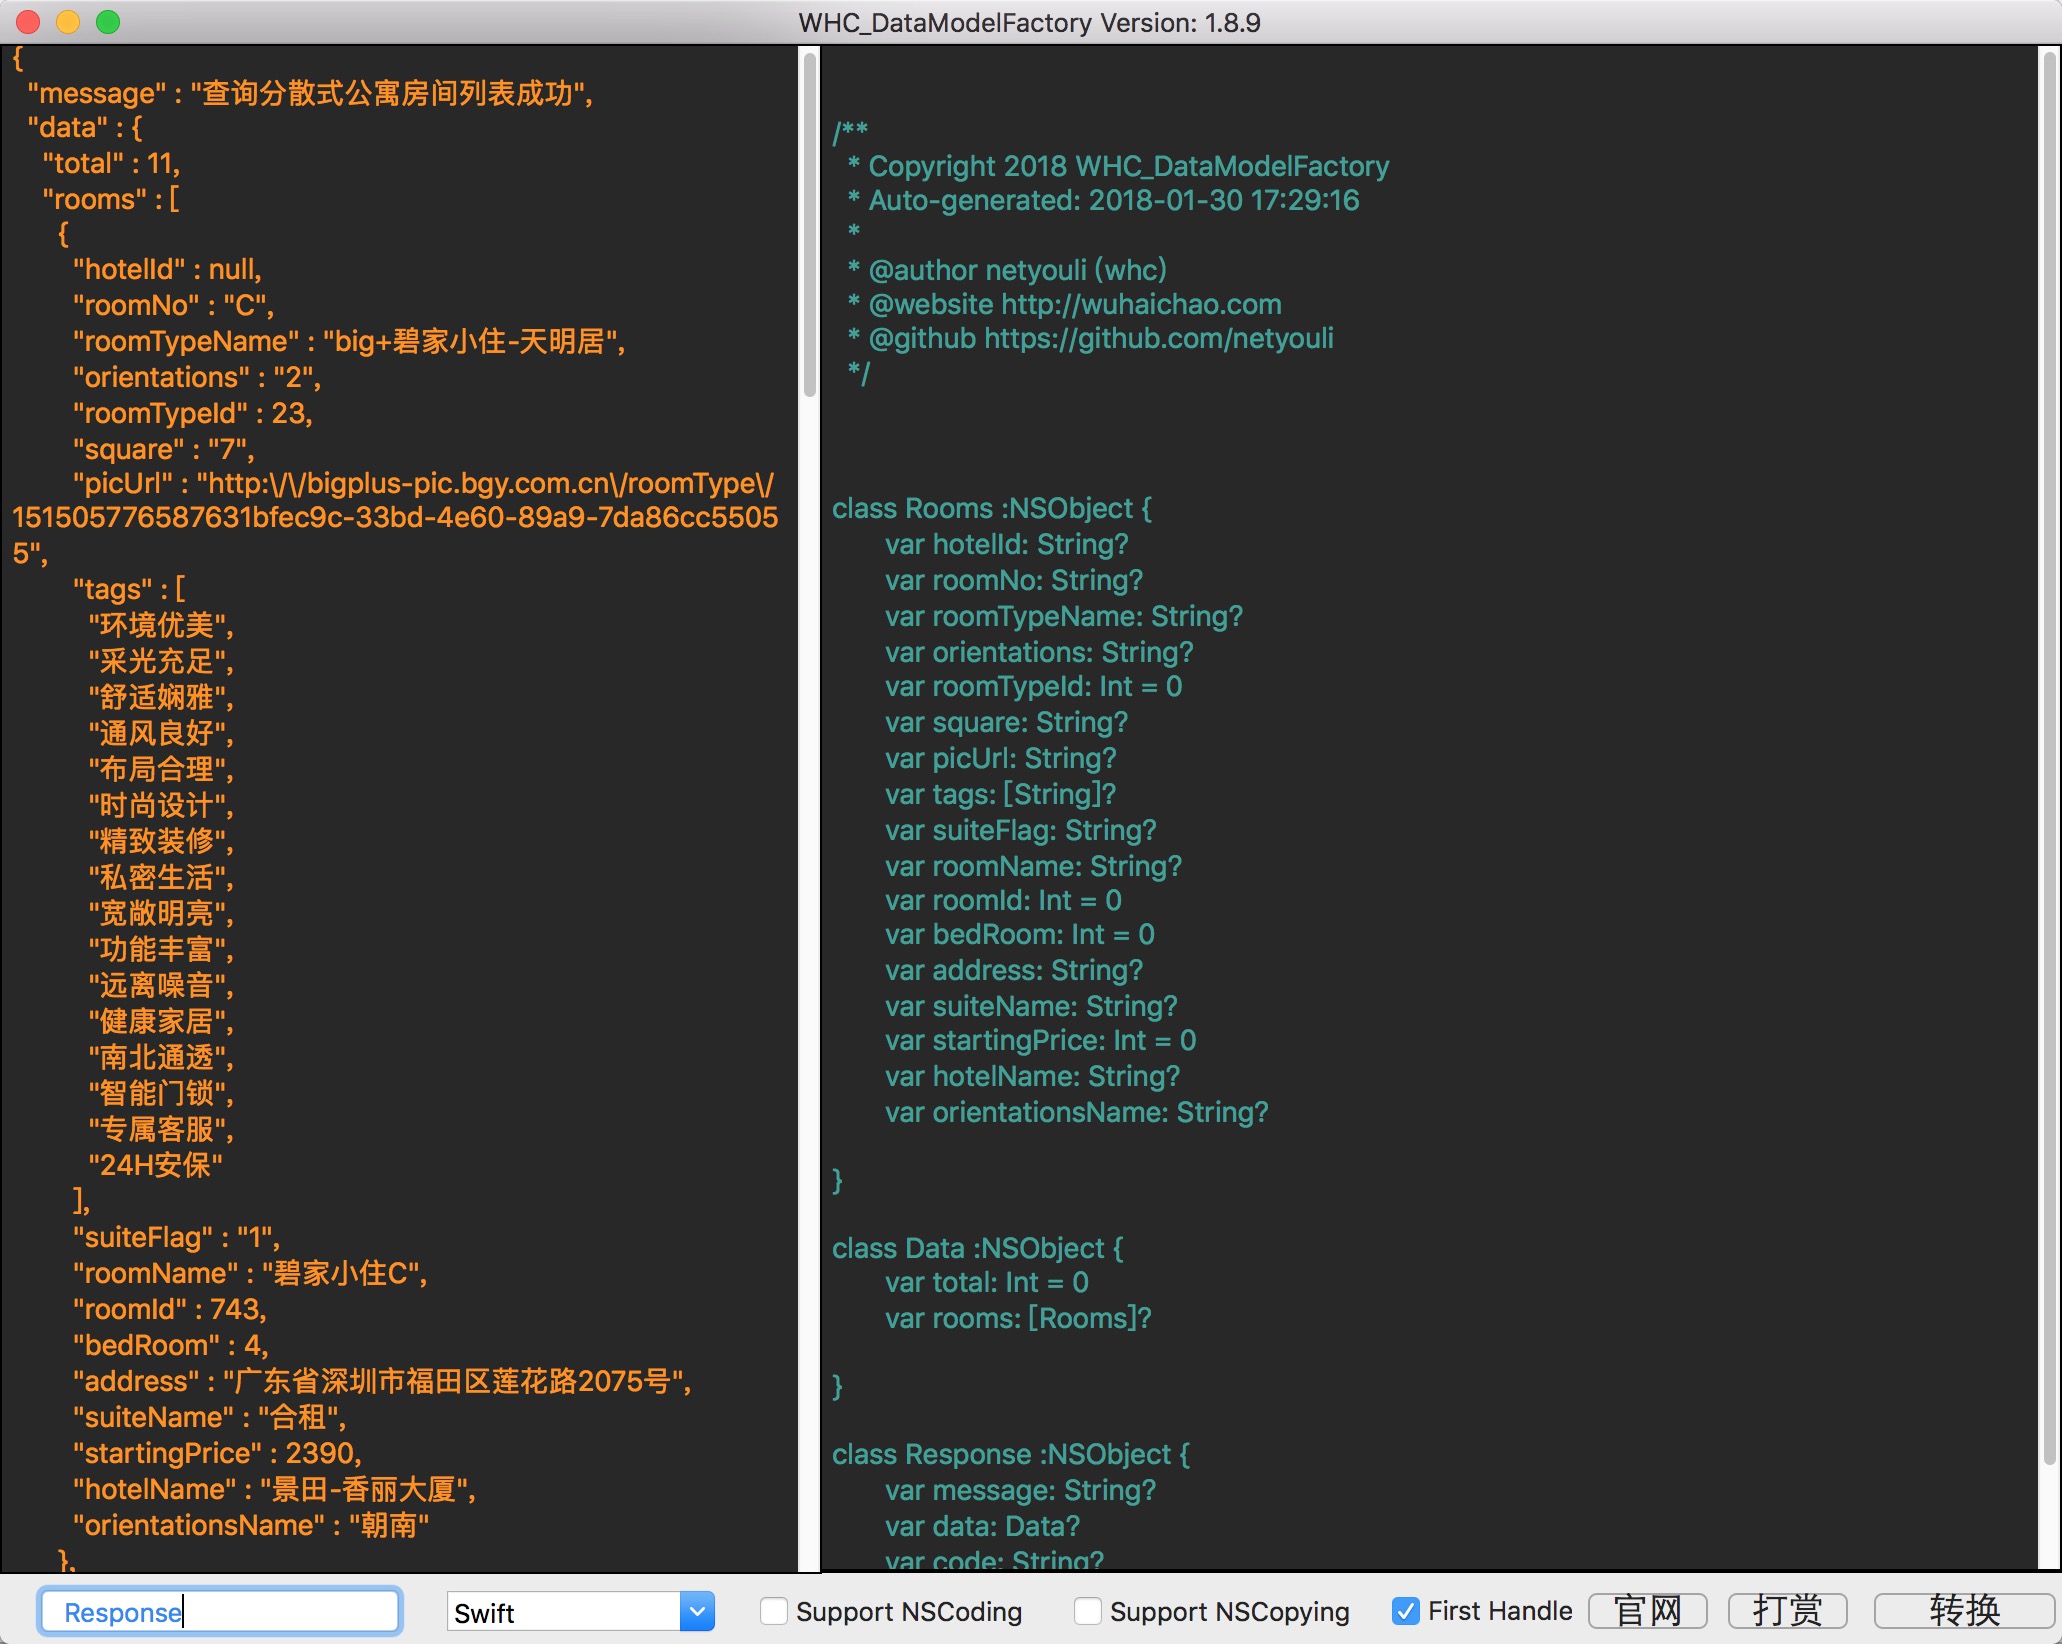 WHC_DataModelFactory Version: 1.8.9
{
"message" : "查询分散式公寓房间列表成功",
"data" : {
"total" : 11,
"rooms" : [
{
"hotelId" : null,
"roomNo" : "C",
"roomTypeName" : "big+碧家小住-天明居",
"orientations" : "2",
"roomTypeId" : 23,
"square" : "7",
"picUrl" : "http:\/\/bigplus-pic.bgy.com.cn\/roomType\/
151505776587631bfec9c-33bd-4e60-89a9-7da86cc5505
5",
"tags" : [
"环境优美",
"采光充足",
"舒适娴雅",
"通风良好",
"布局合理",
"时尚设计",
"精致装修",
"私密生活",
"宽敞明亮",
"功能丰富",
"远离噪音",
"健康家居",
"南北通透",
"智能门锁",
"专属客服",
"24H安保"
],
"suiteFlag" : "1",
"roomName" : "碧家小住C",
"roomId" : 743,
"bedRoom" : 4,
"address" : "广东省深圳市福田区莲花路2075号",
"suiteName" : "合租",
"startingPrice" : 2390,
"hotelName" : "景田-香丽大厦",
"orientationsName" : "朝南"
},
/**
* Copyright 2018 WHC_DataModelFactory
* Auto-generated: 2018-01-30 17:29:16
*
* @author netyouli (whc)
* @website http://wuhaichao.com
* @github https://github.com/netyouli
*/
class Rooms :NSObject {
var hotelId: String?
var roomNo: String?
var roomTypeName: String?
var orientations: String?
var roomTypeId: Int = 0
var square: String?
var picUrl: String?
var tags: [String]?
var suiteFlag: String?
var roomName: String?
var roomId: Int = 0
var bedRoom: Int = 0
var address: String?
var suiteName: String?
var startingPrice: Int = 0
var hotelName: String?
var orientationsName: String?
}
class Data :NSObject {
var total: Int = 0
var rooms: [Rooms]?
}
class Response :NSObject {
var message: String?
var data: Data?
var code: String?
Response
Swift
Support NSCoding
Support NSCopying
First Handle
官网
打赏
转换